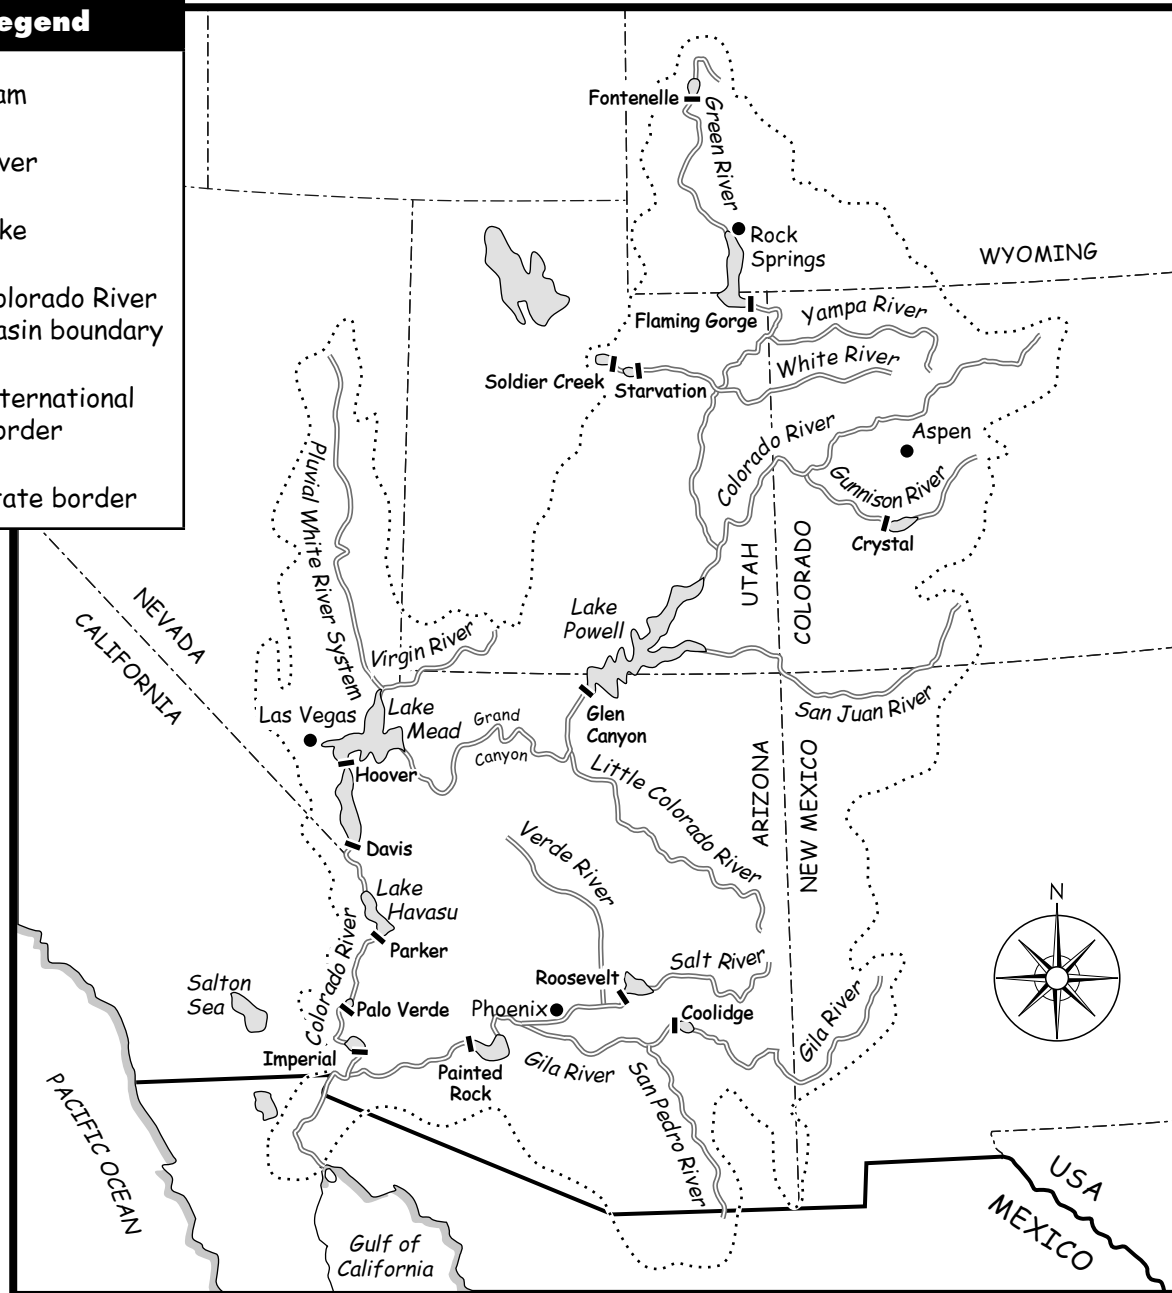 egend
am
ver
ke
olorado River
asin boundary
nternational
order
tate border
Fontenelle
Green River
Rock
Springs
WYOMING
Flaming Gorge
Yampa River
White River
Soldier Creek
Starvation
Colorado River
Aspen
Gunnison River
Crystal
UTAH
COLORADO
Pluvial White River System
NEVADA
CALIFORNIA
Lake
Powell
Virgin River
San Juan River
Las Vegas
Lake
Mead
Grand
Canyon
Glen
Canyon
Hoover
Little Colorado River
ARIZONA
NEW MEXICO
Davis
Verde River
Lake
Havasu
N
Colorado River
Parker
Salton
Sea
Roosevelt
Salt River
Palo Verde
Phoenix
Coolidge
Gila River
Imperial
Painted
Rock
Gila River
San Pedro River
PACIFIC OCEAN
USA
MEXICO
Gulf of
California